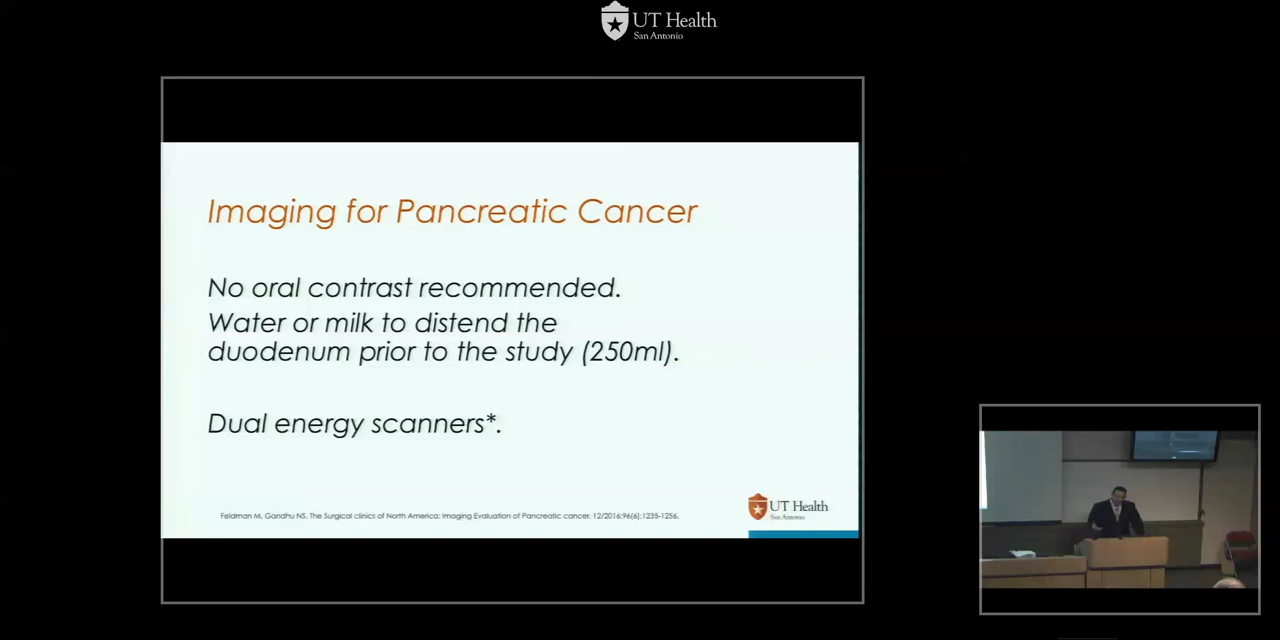 UT Health
San Antonio
Imaging for Pancreatic Cancer
No oral contrast recommended.
Water or milk to distend the
duodenum prior to the study (250ml).
Dual energy scanners*.
Feldman M, Gandhu NS. The Surgical clinics of North America: Imaging Evaluation of Pancreatic cancer. 12/2016;96(6):1235-1256.
UT Health
San Antonio